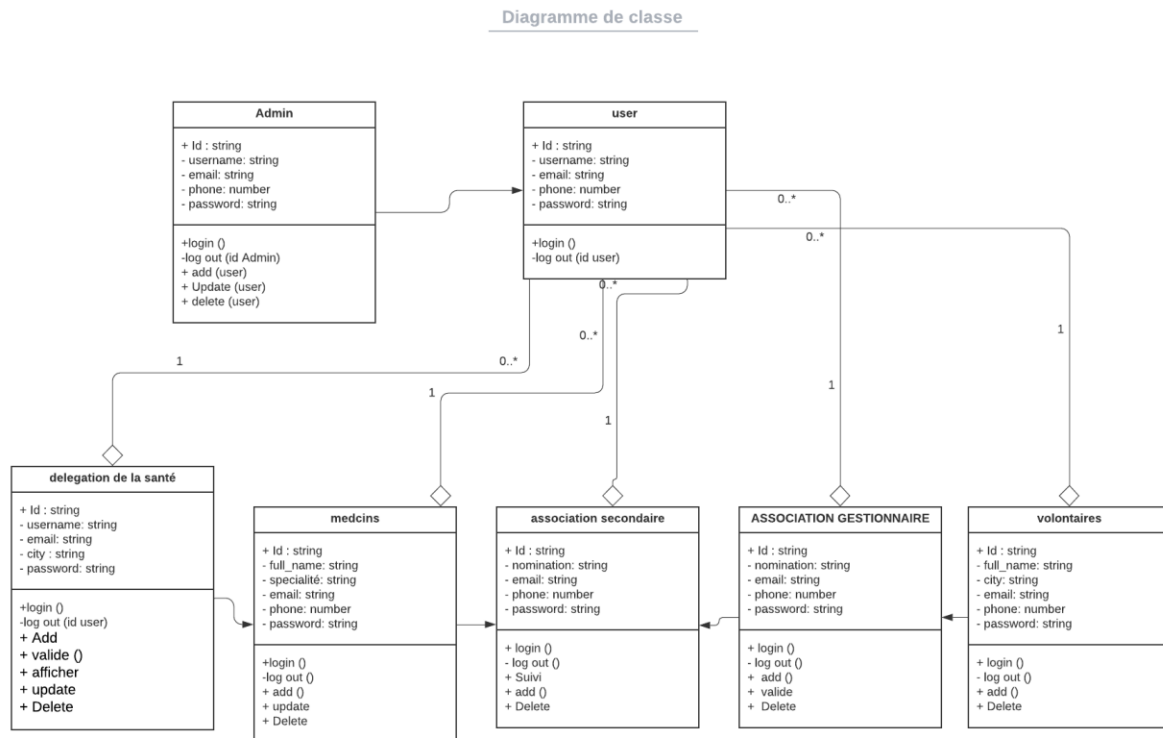 Diagramme de classe
Admin
+ Id : string
- username: string
- email: string
- phone: number
- password: string
+login ()
-log out (id Admin)
+ add (user)
+ Update (user)
+ delete (user)
user
+ Id : string
- username: string
- email: string
- phone: number
- password: string
+login ()
-log out (id user)
0..*
0..*
0..*
0..*
0..*
1
1
1
1
1
delegation de la santé
+ Id : string
- username: string
- email: string
- city : string
- password: string
+login ()
-log out (id user)
+ Add
+ valide ()
+ afficher
+ update
+ Delete
medcins
+ Id : string
- full_name: string
- specialité: string
- email: string
- phone: number
- password: string
+login ()
-log out ()
+ add ()
+ update
+ Delete
association secondaire
+ Id : string
- nomination: string
- email: string
- phone: number
- password: string
+ login ()
- log out ()
+ Suivi
+ add ()
+ Delete
ASSOCIATION GESTIONNAIRE
+ Id : string
- nomination: string
- email: string
- phone: number
- password: string
+ login ()
- log out ()
+ add ()
+ valide
+ Delete
volontaires
+ Id : string
- full_name: string
- city: string
- email: string
- phone: number
- password: string
+ login ()
- log out ()
+ add ()
+ Delete